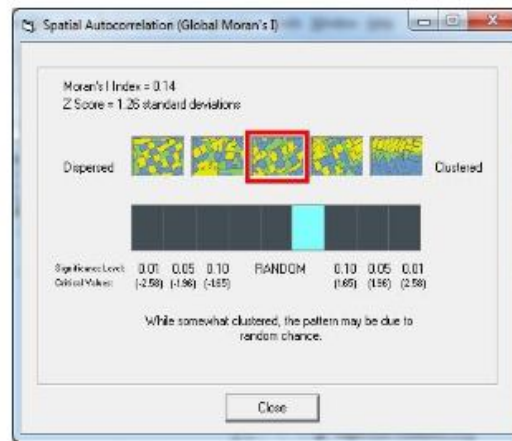 Spatial Autocorrelation (Global Moran's I)
Moran's I Index = 0.14
Z Score = 1.26 standard deviations
Dispersed Clustered
Significance Level: 0.01 0.05 0.10 RANDOM 0.10 0.05 0.01
Critical Values: (-2.58) (-1.96) (-1.65) (1.65) (1.96) (2.58)
While somewhat clustered, the pattern may be due to
random chance.
Close